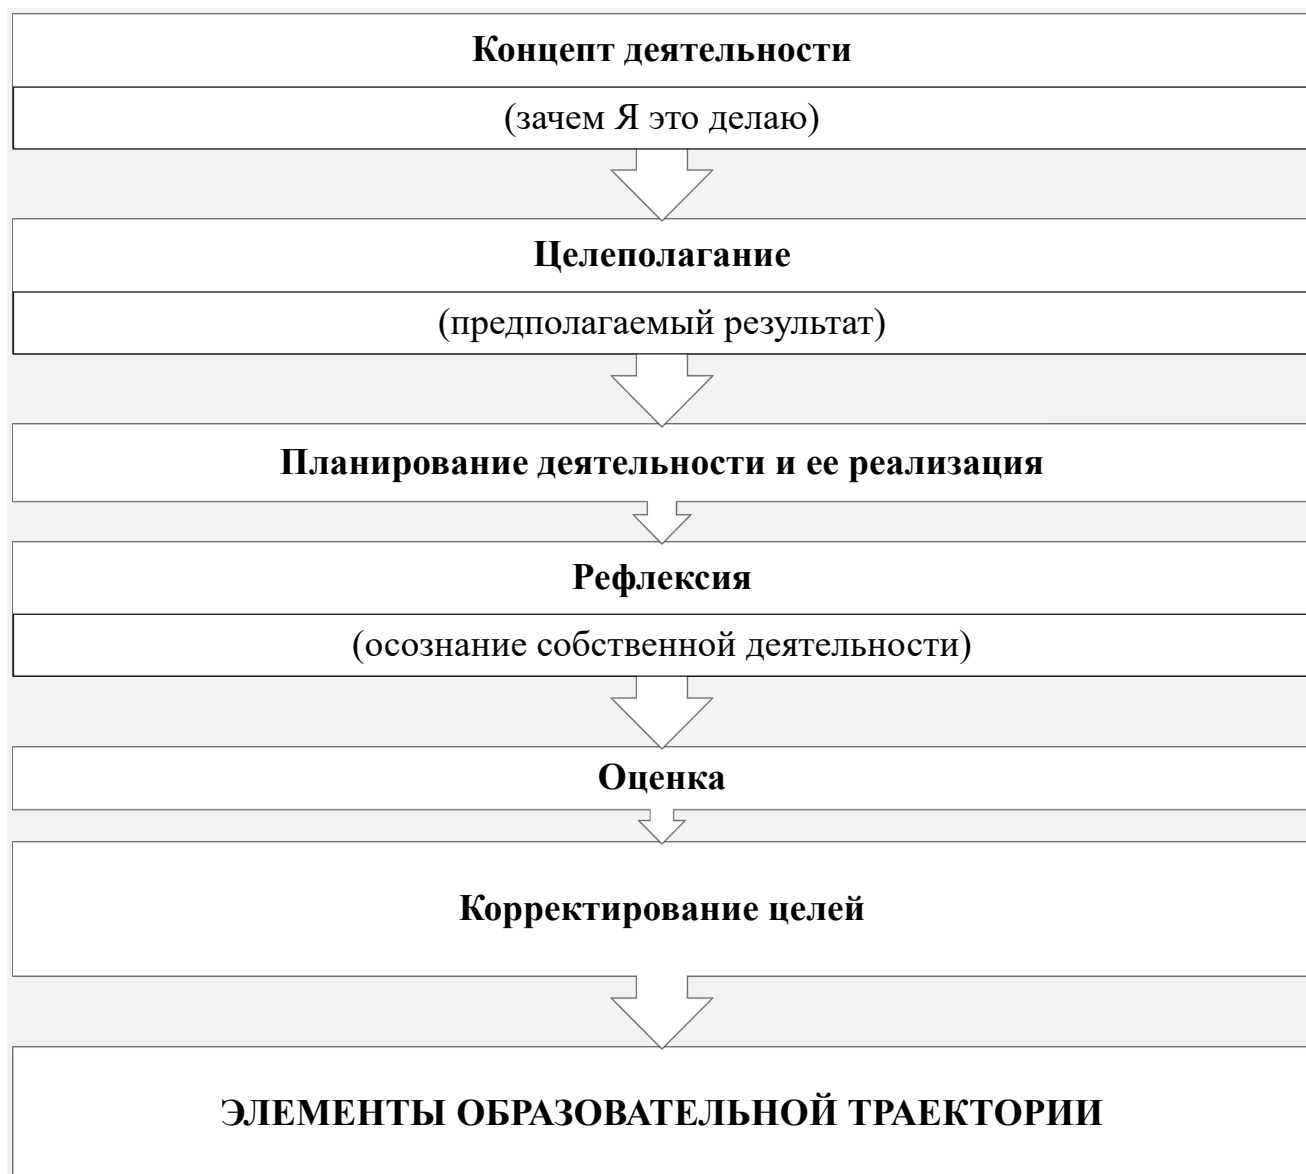 Концепт деятельности
(зачем Я это делаю)
Целеполагание
(предполагаемый результат)
Планирование деятельности и ее реализация
Рефлексия
(осознание собственной деятельности)
Оценка
Корректирование целей
ЭЛЕМЕНТЫ ОБРАЗОВАТЕЛЬНОЙ ТРАЕКТОРИИ